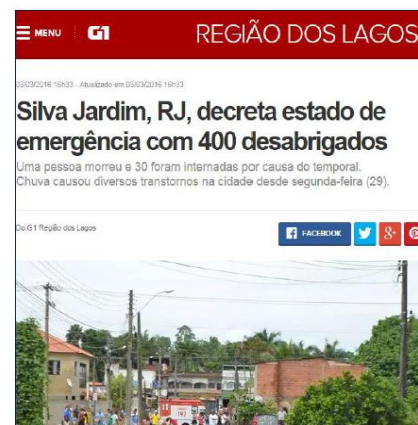 MENU G1 REGIÃO DOS LAGOS
03/03/2016 16h33 - Atualizado em 03/03/2016 16h33
Silva Jardim, RJ, decreta estado de
emergência com 400 desabrigados
Uma pessoa morreu e 30 foram internadas por causa do temporal.
Chuva causou diversos transtornos na cidade desde segunda-feira (29).
Do G1 Região dos Lagos
FACEBOOK